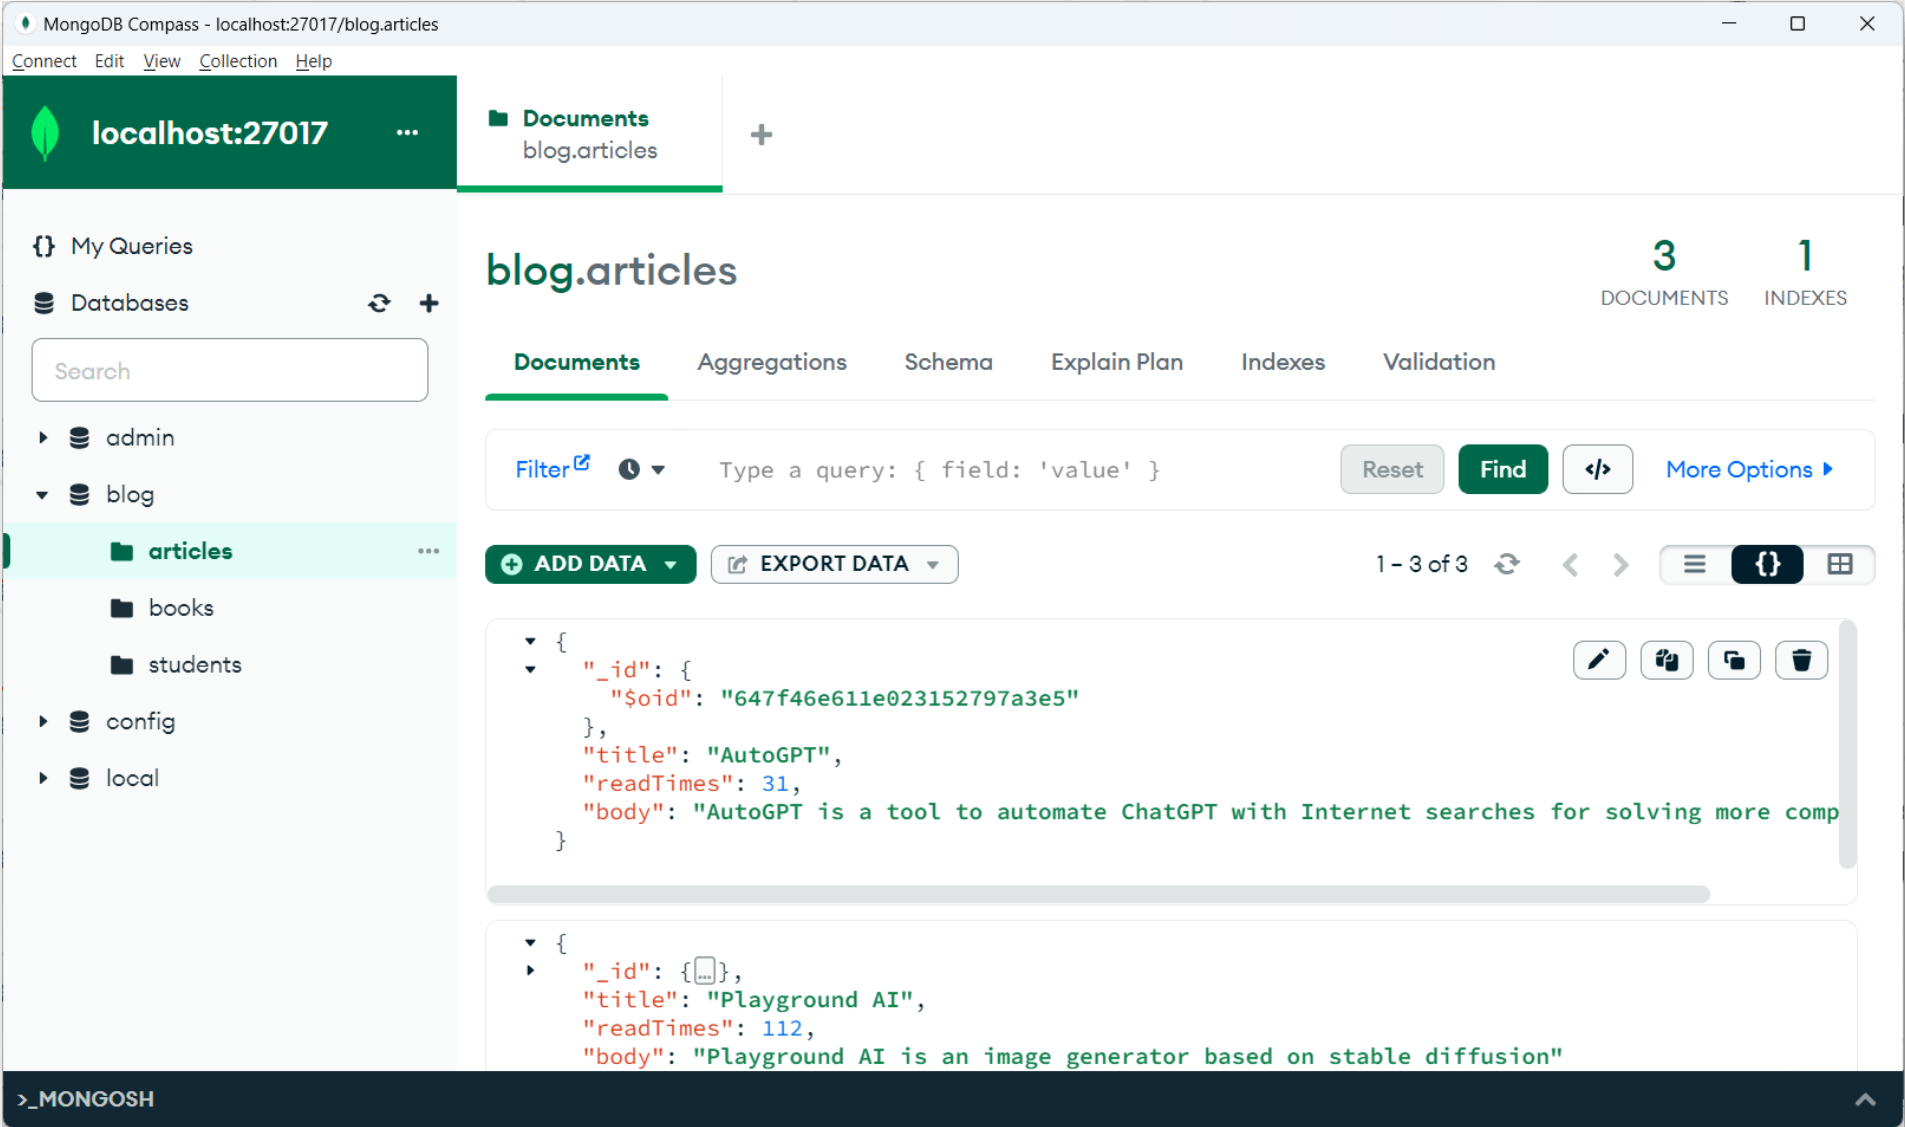 MongoDB Compass - localhost:27017/blog.articles
Connect Edit View Collection Help
localhost:27017 ...
Documents
blog.articles
+
{} My Queries
Databases
Search
admin
blog
articles ...
books
students
config
local
blog.articles
3
DOCUMENTS
1
INDEXES
Documents Aggregations Schema Explain Plan Indexes Validation
Filter Type a query: { field: 'value' } Reset Find </> More Options
ADD DATA EXPORT DATA 1 – 3 of 3 {}
{
"_id": {
"$oid": "647f46e611e023152797a3e5"
},
"title": "AutoGPT",
"readTimes": 31,
"body": "AutoGPT is a tool to automate ChatGPT with Internet searches for solving more comp
}
{
"_id": {...},
"title": "Playground AI",
"readTimes": 112,
"body": "Playground AI is an image generator based on stable diffusion"
>_MONGOSH